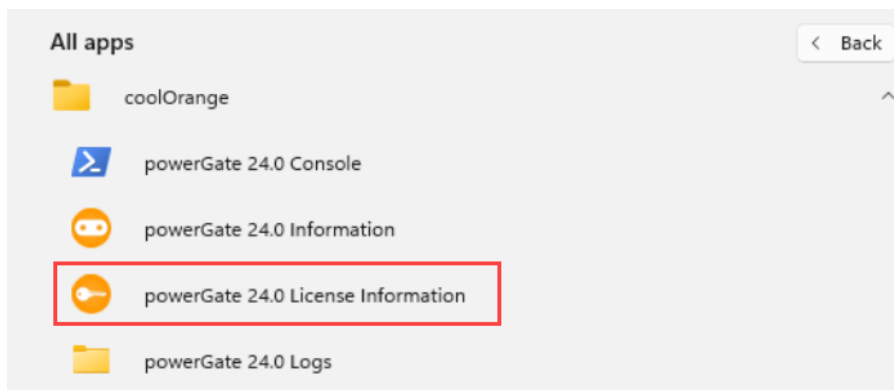 All apps
Back
coolOrange
powerGate 24.0 Console
powerGate 24.0 Information
powerGate 24.0 License Information
powerGate 24.0 Logs